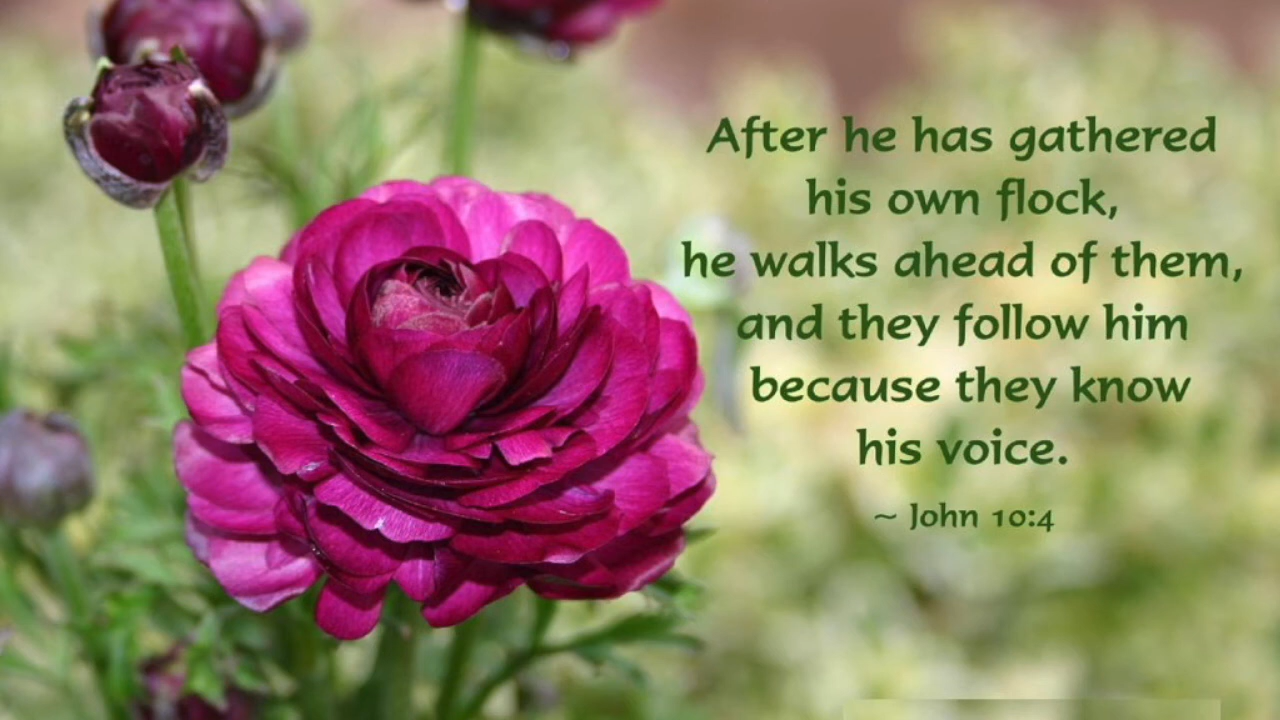 After he has gathered
his own flock,
he walks ahead of them,
and they follow him
because they know
his voice.
~ John 10:4